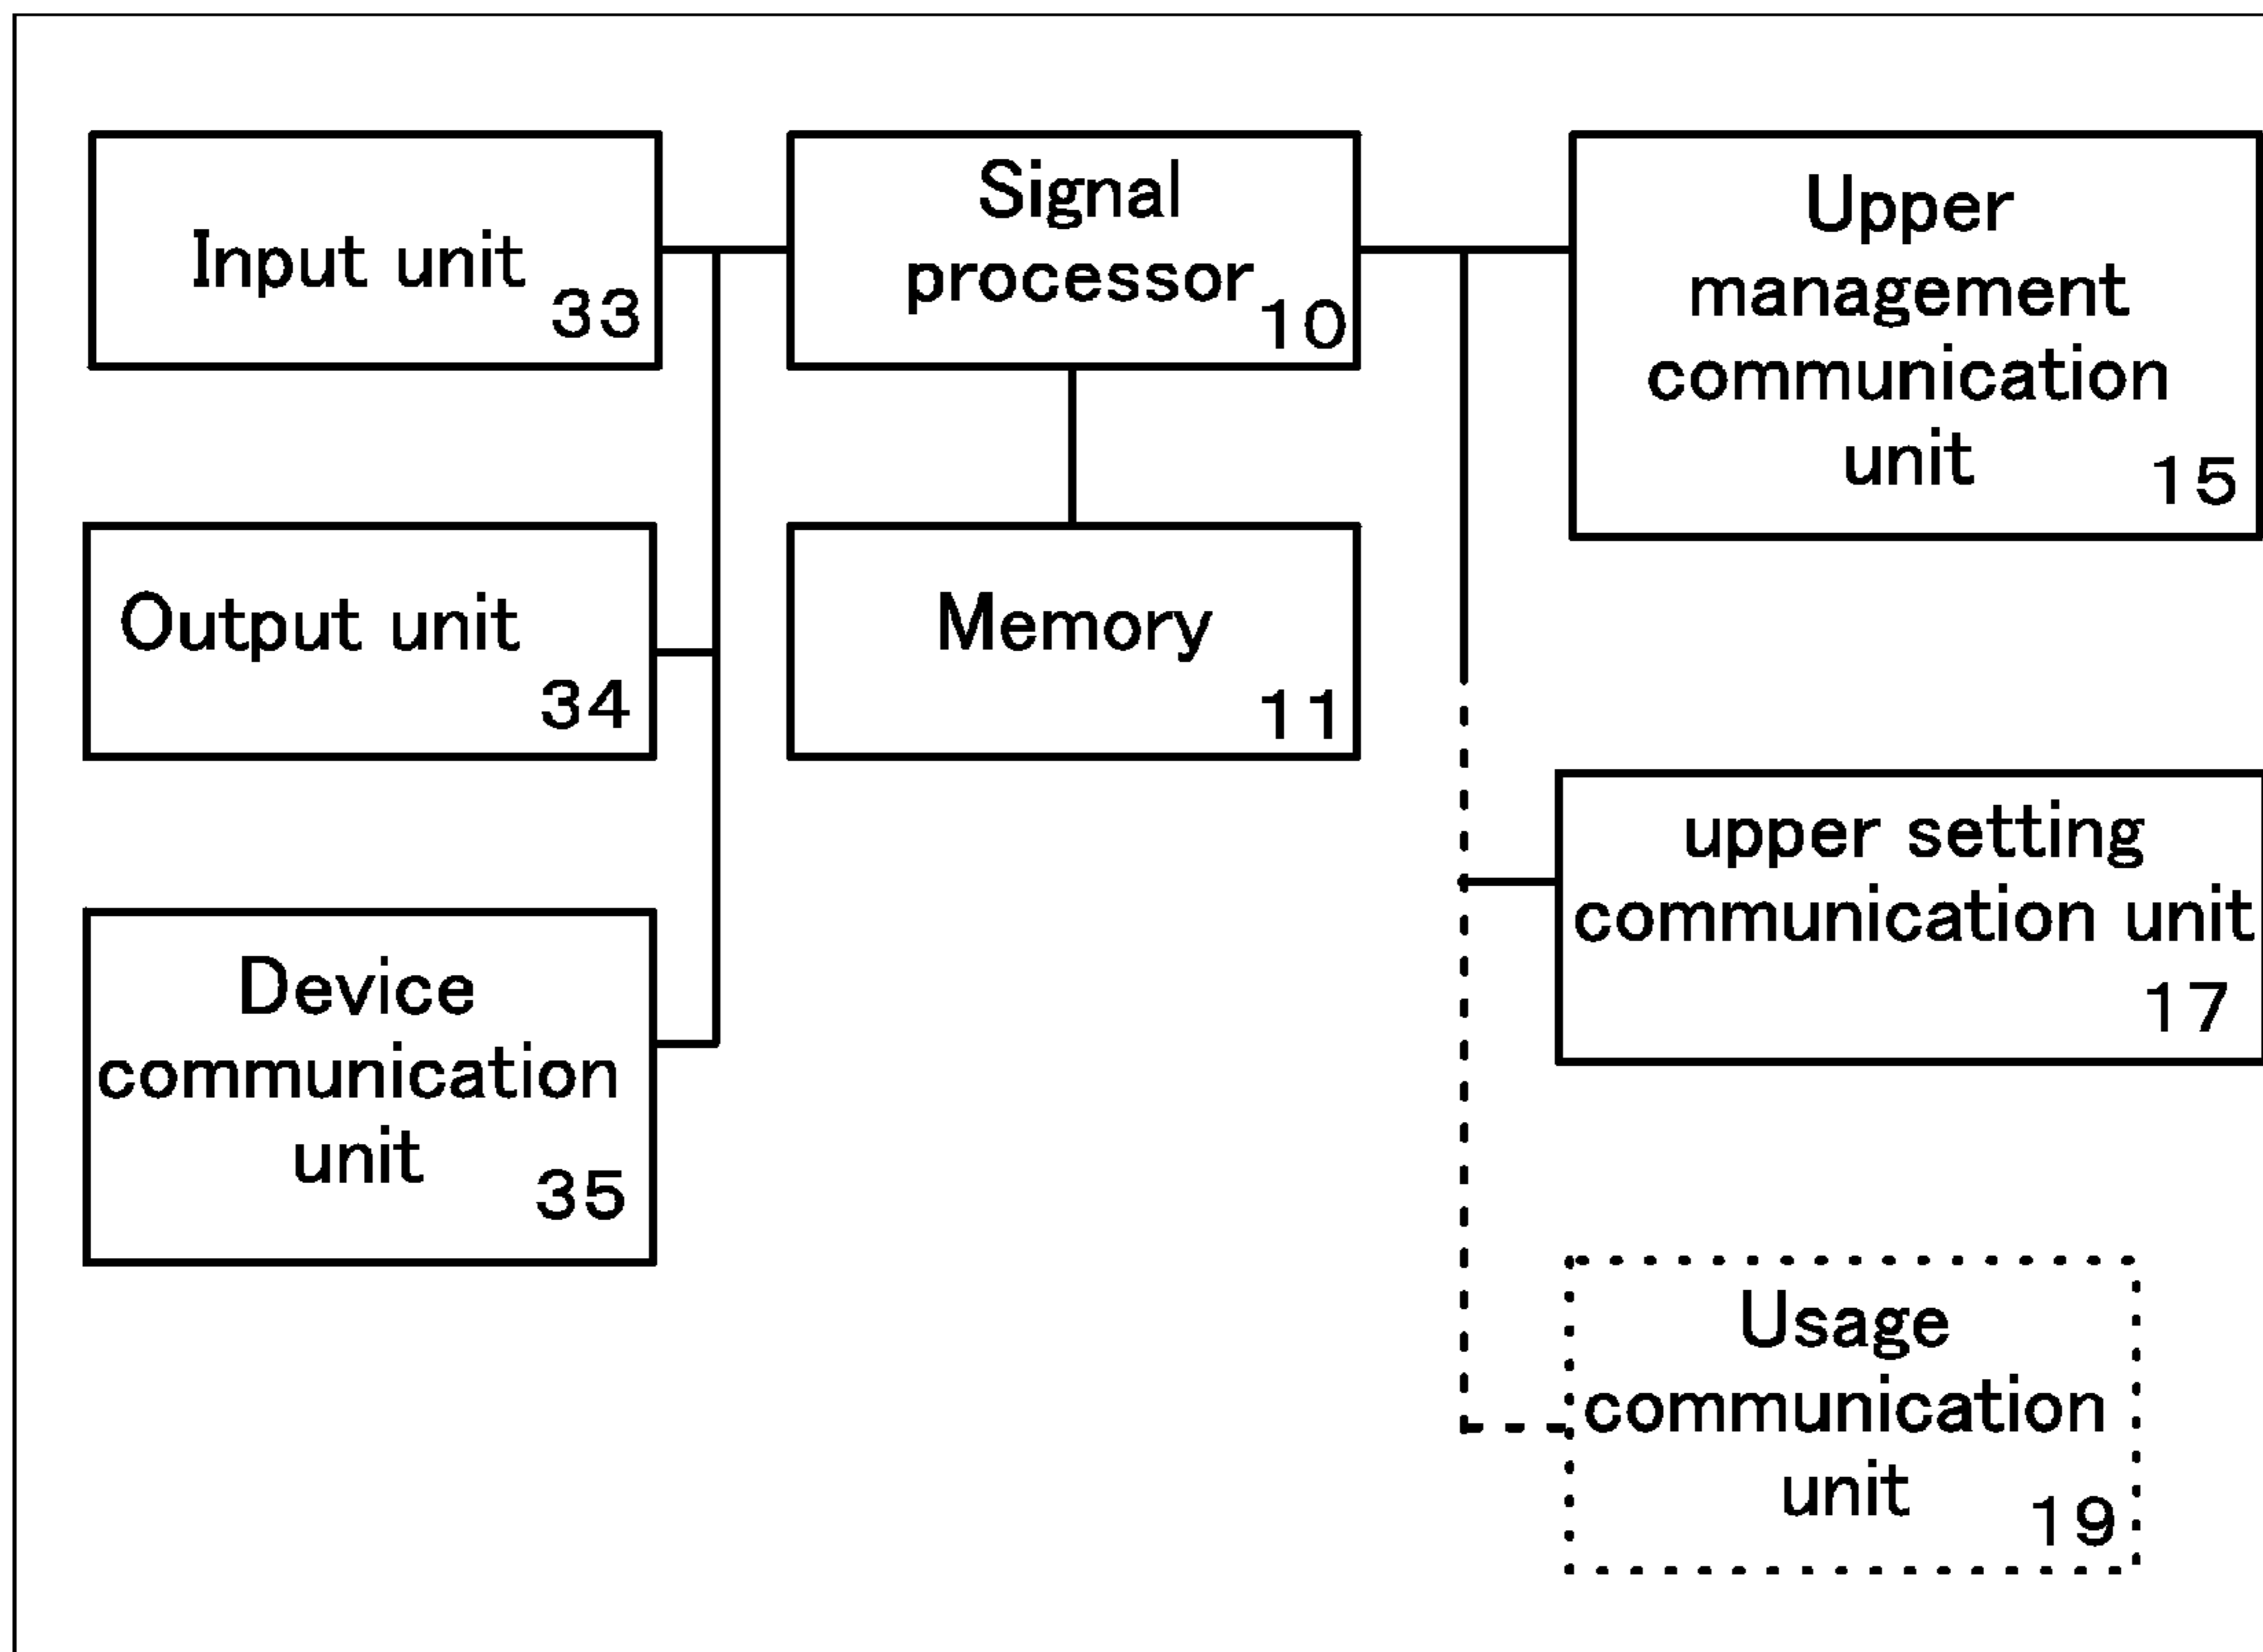 Input unit
33
Signal
processor
10
Upper
management
communication
unit
15
Output unit
34
Memory
11
upper setting
communication unit
17
Device
communication
unit
35
Usage
communication
unit
19